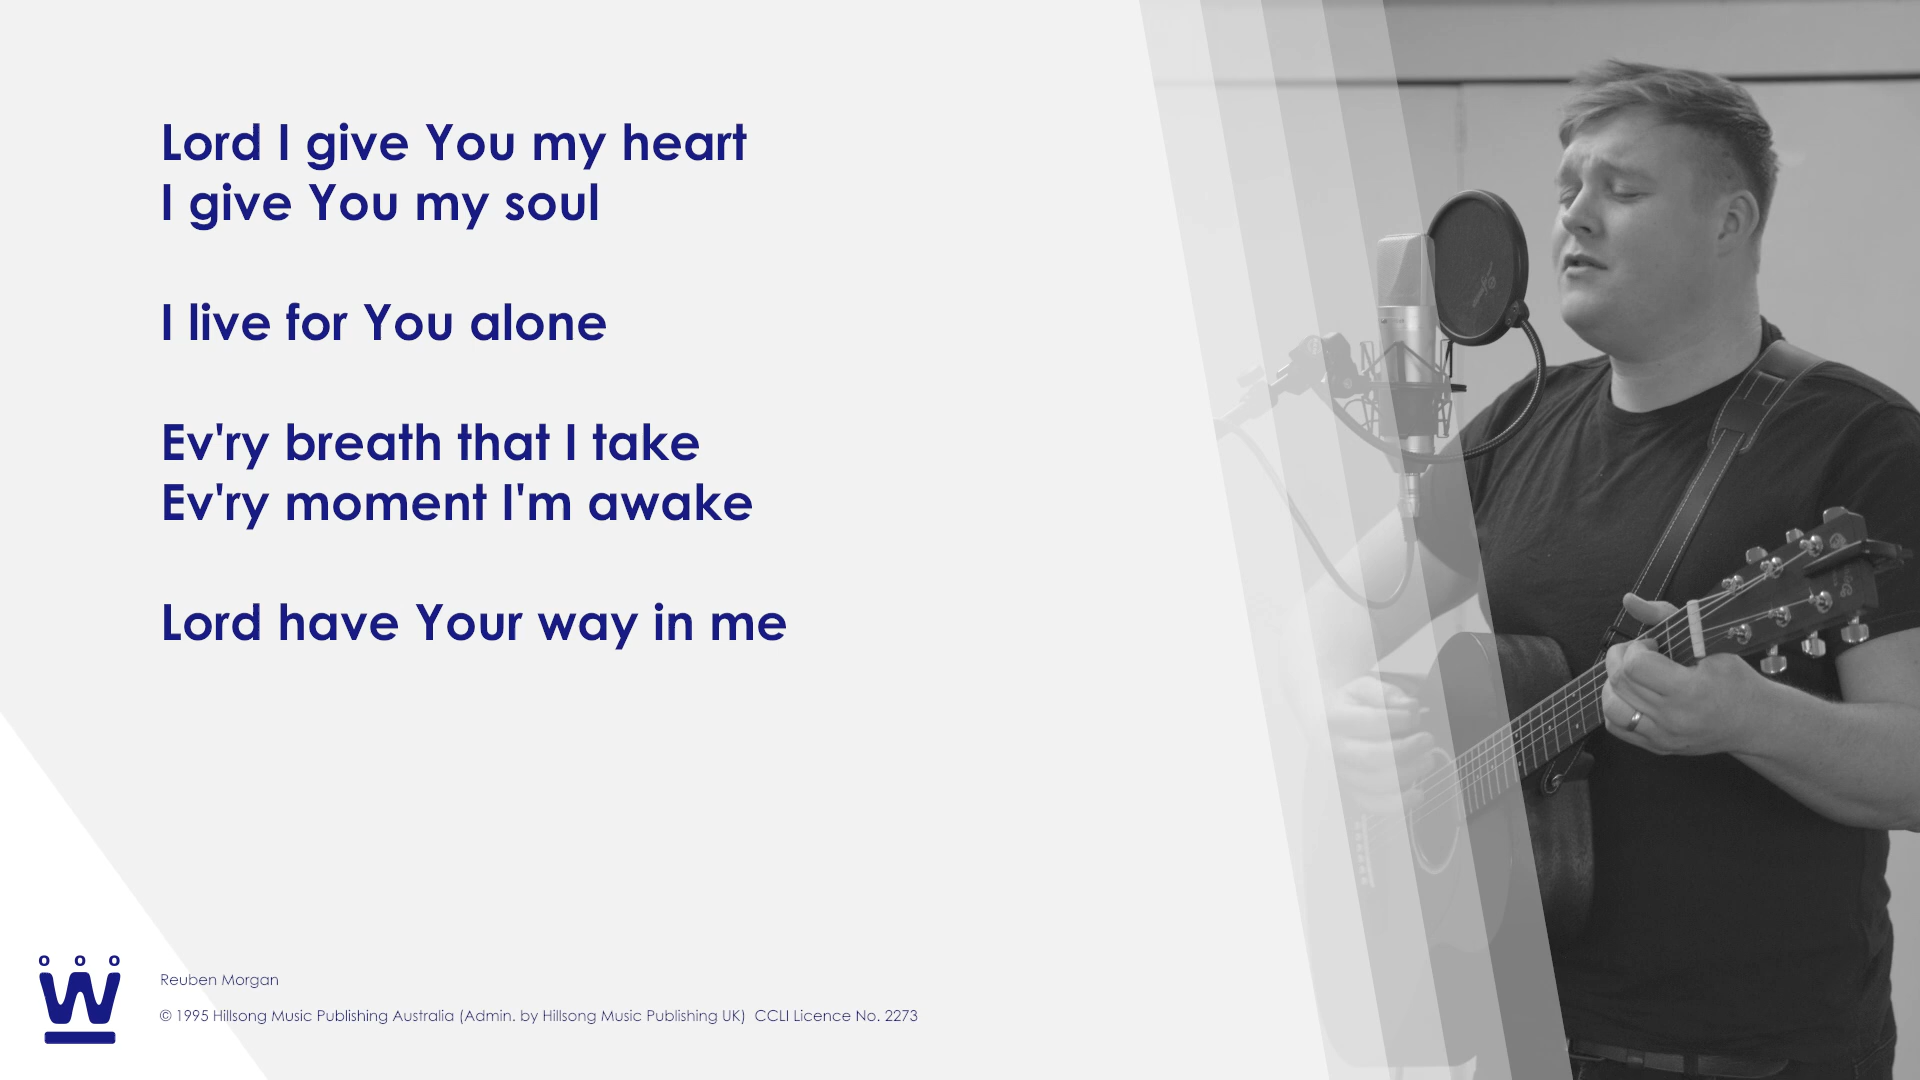 Lord I give You my heart
I give You my soul
I live for You alone
Ev'ry breath that I take
Ev'ry moment I'm awake
Lord have Your way in me
W
Reuben Morgan
© 1995 Hillsong Music Publishing Australia (Admin. by Hillsong Music Publishing UK)  CCLI Licence No. 2273